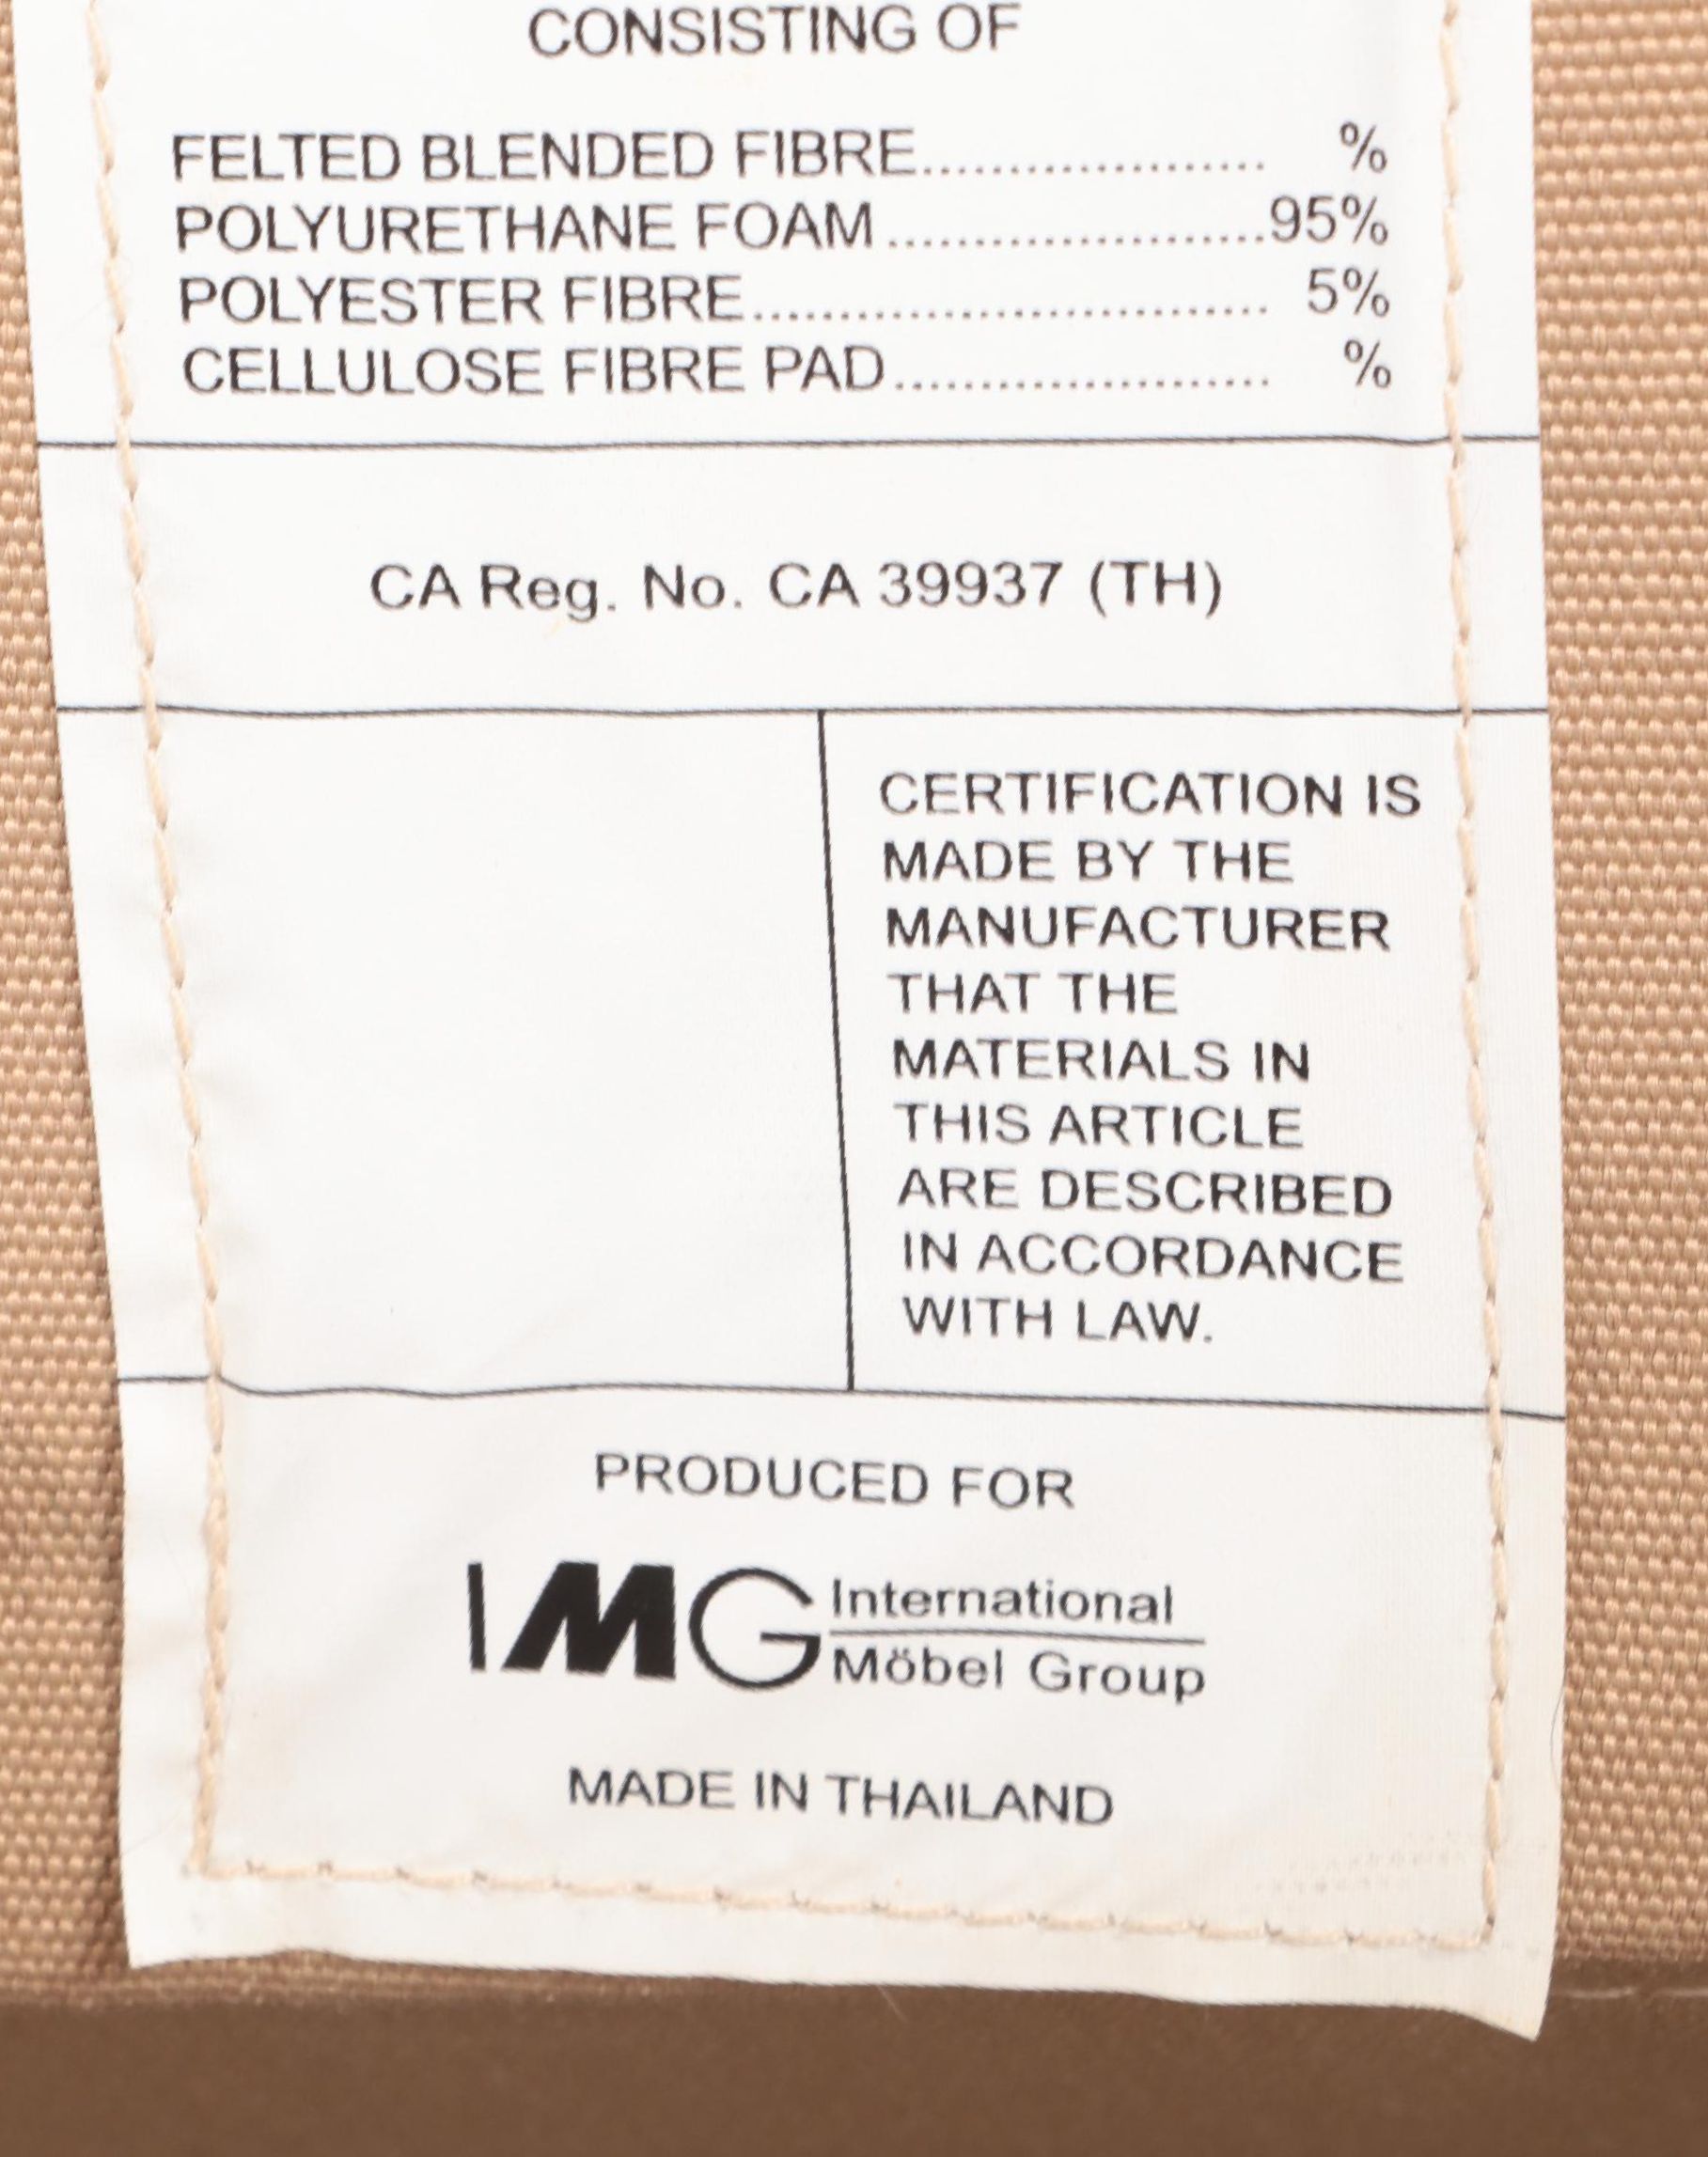 CONSISTING OF
FELTED BLENDED FIBRE........................ %
POLYURETHANE FOAM..........................95%
POLYESTER FIBRE.................................... 5%
CELLULOSE FIBRE PAD.......................... %
CA Reg. No. CA 39937 (TH)
CERTIFICATION IS
MADE BY THE
MANUFACTURER
THAT THE
MATERIALS IN
THIS ARTICLE
ARE DESCRIBED
IN ACCORDANCE
WITH LAW.
PRODUCED FOR
IMG International
Möbel Group
MADE IN THAILAND